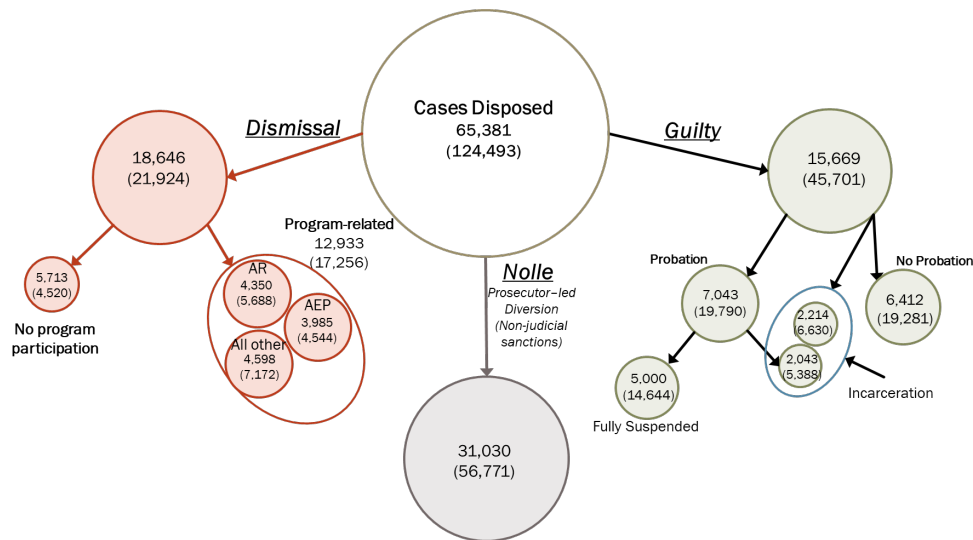 Cases Disposed
65,381
(124,493)
Dismissal
Guilty
18,646
(21,924)
15,669
(45,701)
Program-related
12,933
(17,256)
5,713
(4,520)
No program
participation
AR
4,350
(5,688)
AEP
3,985
(4,544)
All other
4,598
(7,172)
Nolle
Prosecutor-led
Diversion
(Non-judicial
sanctions)
31,030
(56,771)
Probation
7,043
(19,790)
No Probation
6,412
(19,281)
2,214
(6,630)
2,043
(5,388)
5,000
(14,644)
Fully Suspended
Incarceration